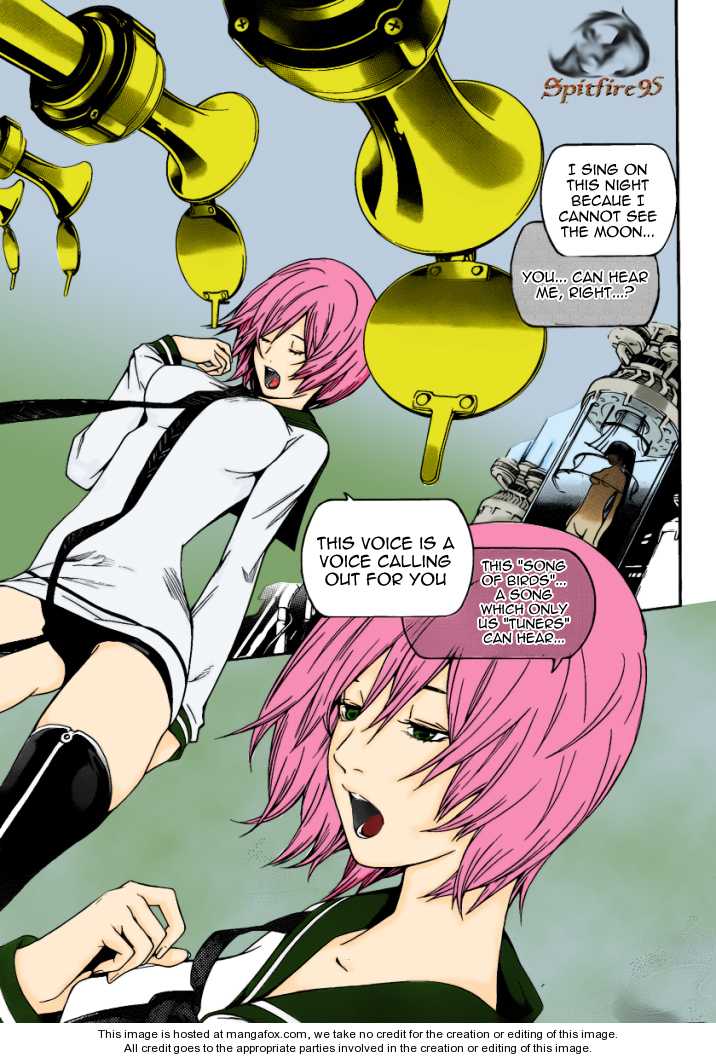 Spitfire95
I SING ON
THIS NIGHT
BECAUE I
CANNOT SEE
THE MOON...
YOU... CAN HEAR
ME, RIGHT...?
THIS VOICE IS A
VOICE CALLING
OUT FOR YOU
THIS "SONG
OF BIRDS"...
A SONG
WHICH ONLY
US "TUNERS"
CAN HEAR...
This image is hosted at mangafox.com, we take no credit for the creation or editing of this image.
All credit goes to the appropriate parties involved in the creation or editing of this image.